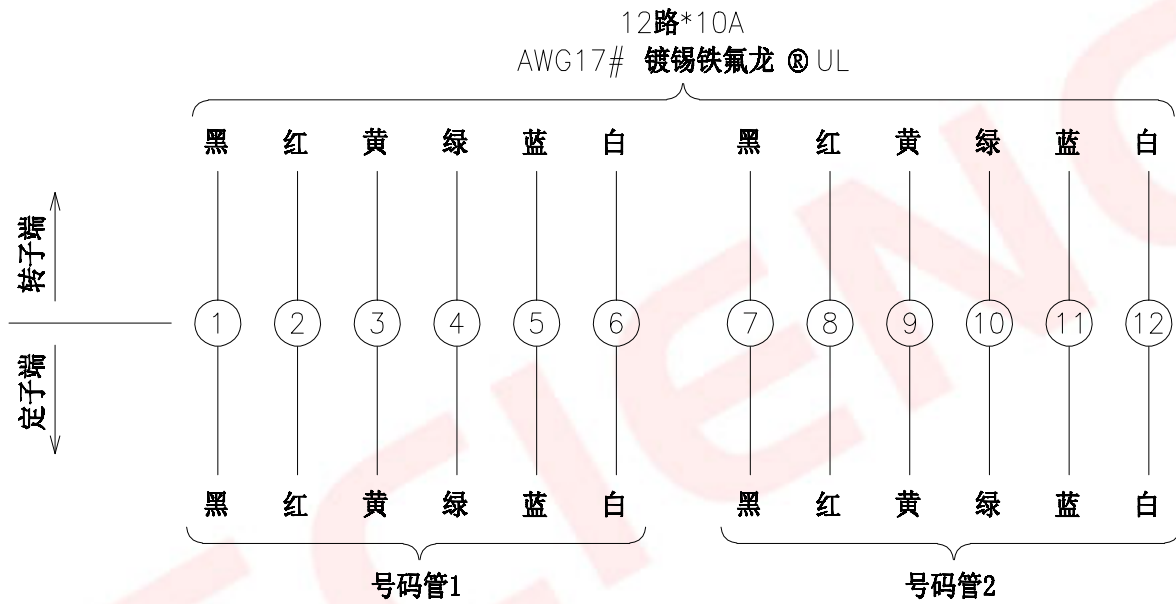 12路*10A
AWG17# 镀锡铁氟龙 ® UL
黑 红 黄 绿 蓝 白 黑 红 黄 绿 蓝 白
转子端
1 2 3 4 5 6 7 8 9 10 11 12
定子端
黑 红 黄 绿 蓝 白 黑 红 黄 绿 蓝 白
号码管1 号码管2